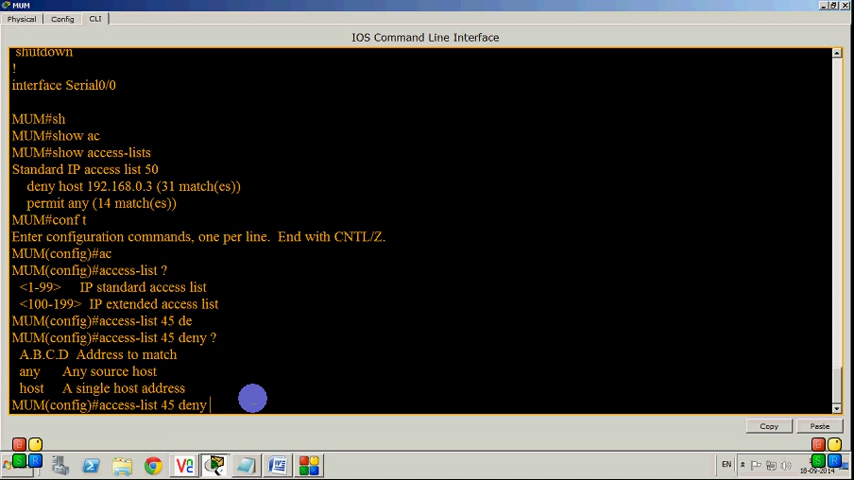 MUM
Physical Config CLI
IOS Command Line Interface
shutdown
!
interface Serial0/0
MUM#sh
MUM#show ac
MUM#show access-lists
Standard IP access list 50
deny host 192.168.0.3 (31 match(es))
permit any (14 match(es))
MUM#conf t
Enter configuration commands, one per line. End with CNTL/Z.
MUM(config)#ac
MUM(config)#access-list ?
<1-99> IP standard access list
<100-199> IP extended access list
MUM(config)#access-list 45 de
MUM(config)#access-list 45 deny ?
A.B.C.D Address to match
any Any source host
host A single host address
MUM(config)#access-list 45 deny
Copy Paste
EN
18-09-2014